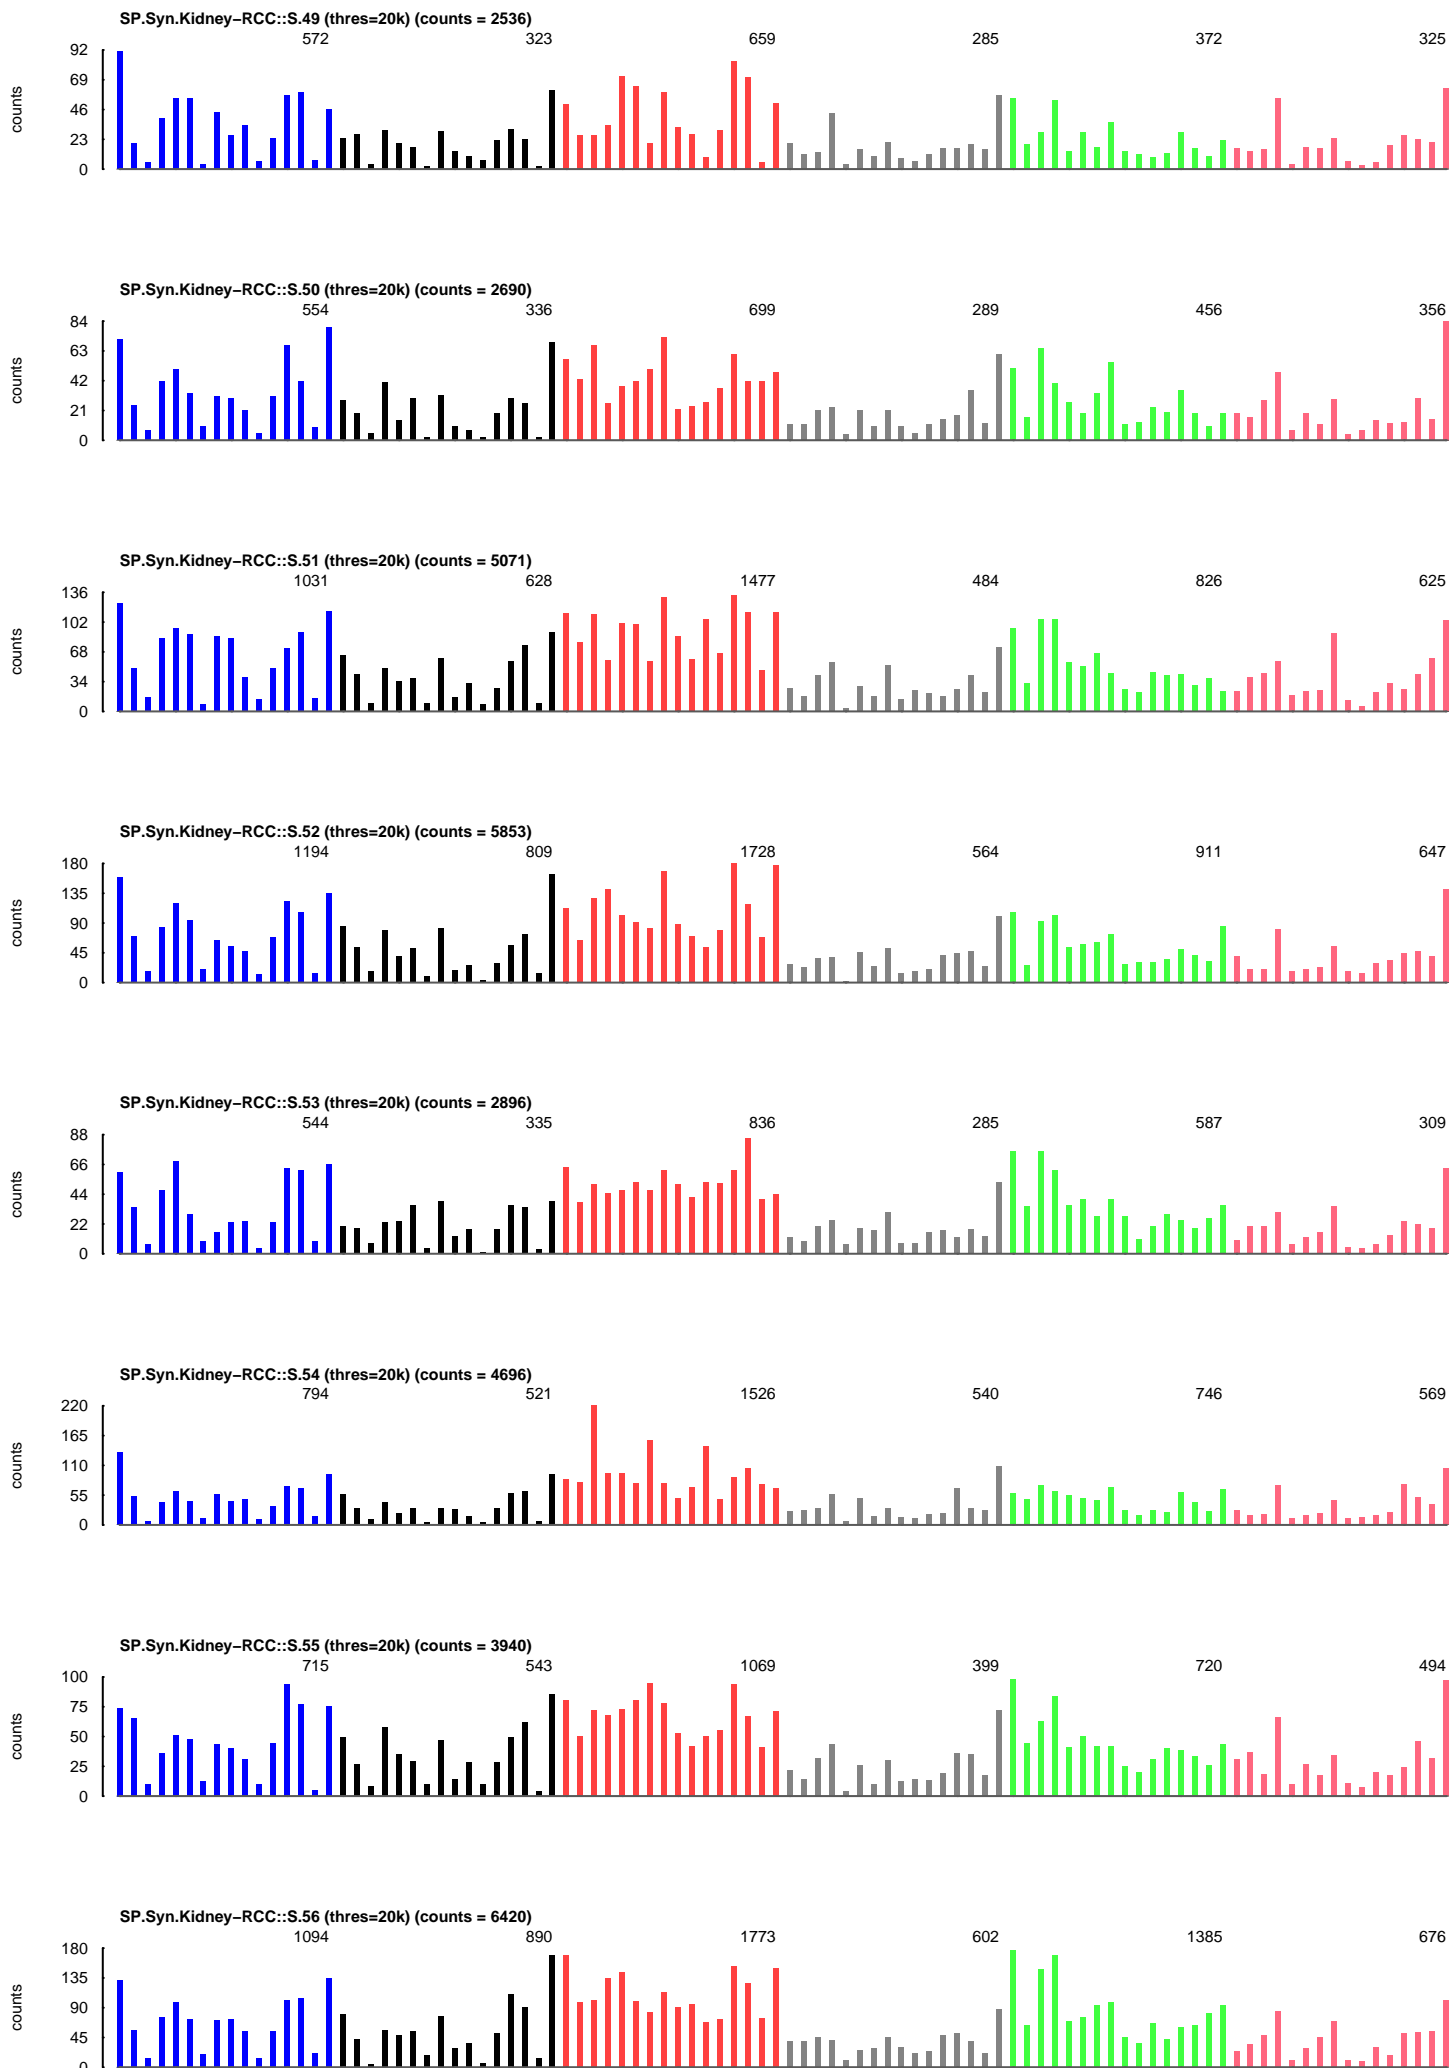 SP.Syn.Kidney−RCC::S.49 (thres=20k) (counts = 2536)
572 323 659 285 372 325
92
69
46
23
0
counts
SP.Syn.Kidney−RCC::S.50 (thres=20k) (counts = 2690)
554 336 699 289 456 356
84
63
42
21
0
counts
SP.Syn.Kidney−RCC::S.51 (thres=20k) (counts = 5071)
1031 628 1477 484 826 625
136
102
68
34
0
counts
SP.Syn.Kidney−RCC::S.52 (thres=20k) (counts = 5853)
1194 809 1728 564 911 647
180
135
90
45
0
counts
SP.Syn.Kidney−RCC::S.53 (thres=20k) (counts = 2896)
544 335 836 285 587 309
88
66
44
22
0
counts
SP.Syn.Kidney−RCC::S.54 (thres=20k) (counts = 4696)
794 521 1526 540 746 569
220
165
110
55
0
counts
SP.Syn.Kidney−RCC::S.55 (thres=20k) (counts = 3940)
715 543 1069 399 720 494
100
75
50
25
0
counts
SP.Syn.Kidney−RCC::S.56 (thres=20k) (counts = 6420)
1094 890 1773 602 1385 676
180
135
90
45
0
counts